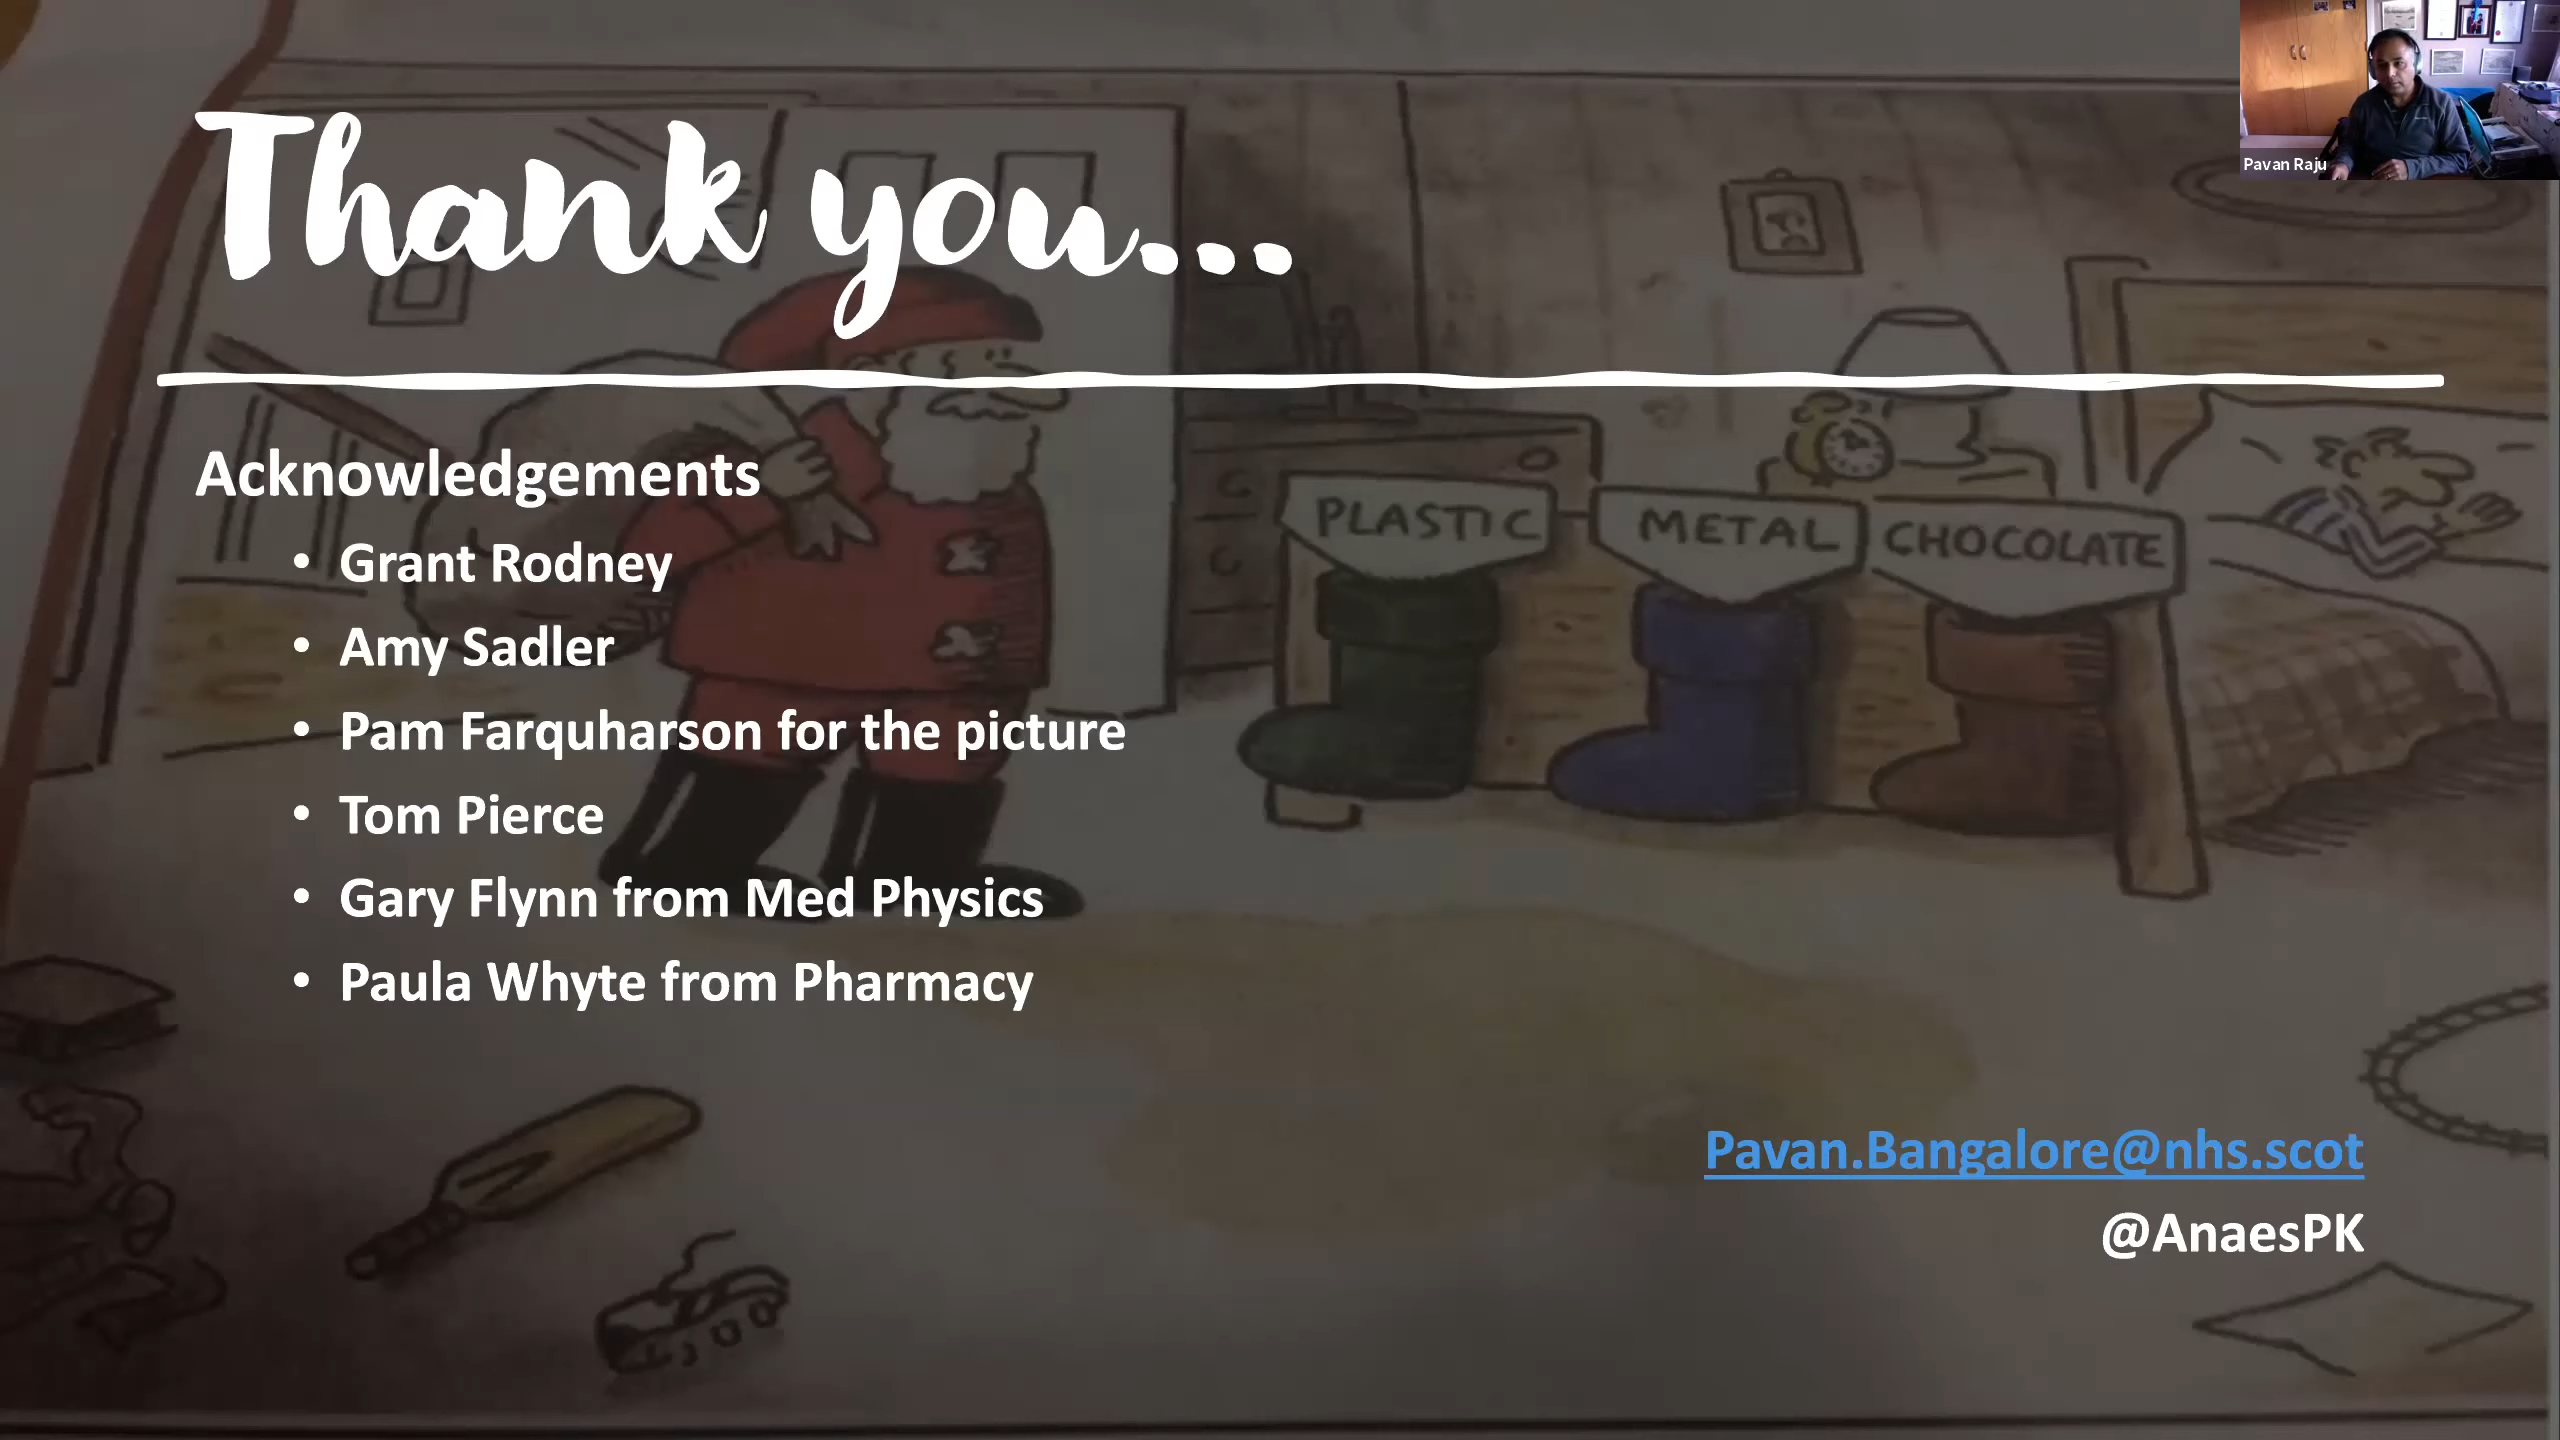 Thank you...
Pavan Raju
Acknowledgements
• Grant Rodney
• Amy Sadler
• Pam Farquharson for the picture
• Tom Pierce
• Gary Flynn from Med Physics
• Paula Whyte from Pharmacy
PLASTIC
METAL
CHOCOLATE
Pavan.Bangalore@nhs.scot
@AnaesPK